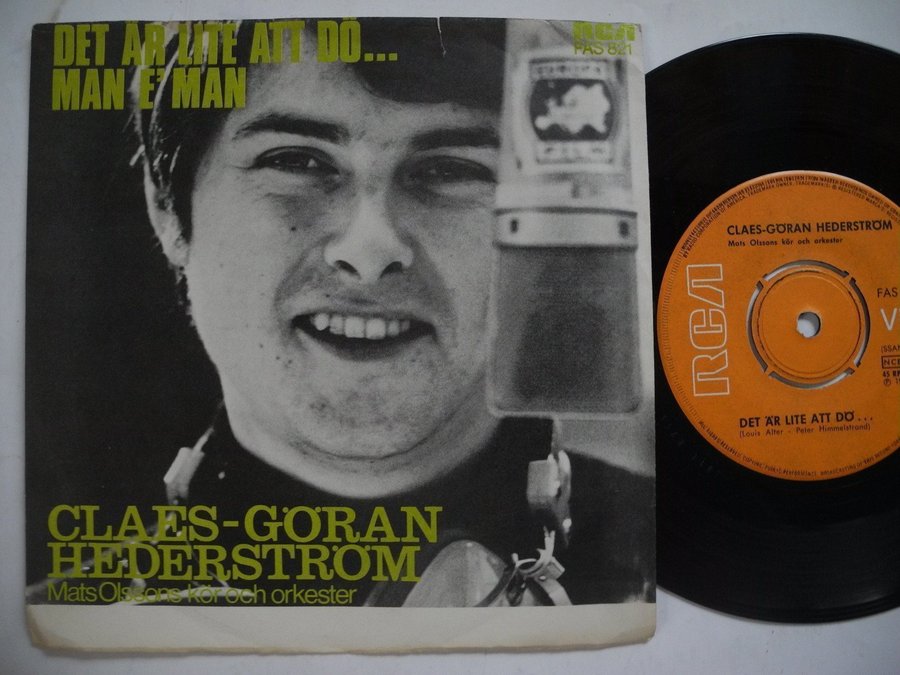 DET ÄR LITE ATT DÖ...
MAN E' MAN
RCA
FAS 821
CLAES-GÖRAN
HEDERSTRÖM
Mats Olssons kör och orkester
CLAES-GÖRAN HEDERSTRÖM
Mats Olssons kör och orkester
RCA
FAS
V
45
DET ÄR LITE ATT DÖ...
(Louis Alter - Peter Himmelstrand)